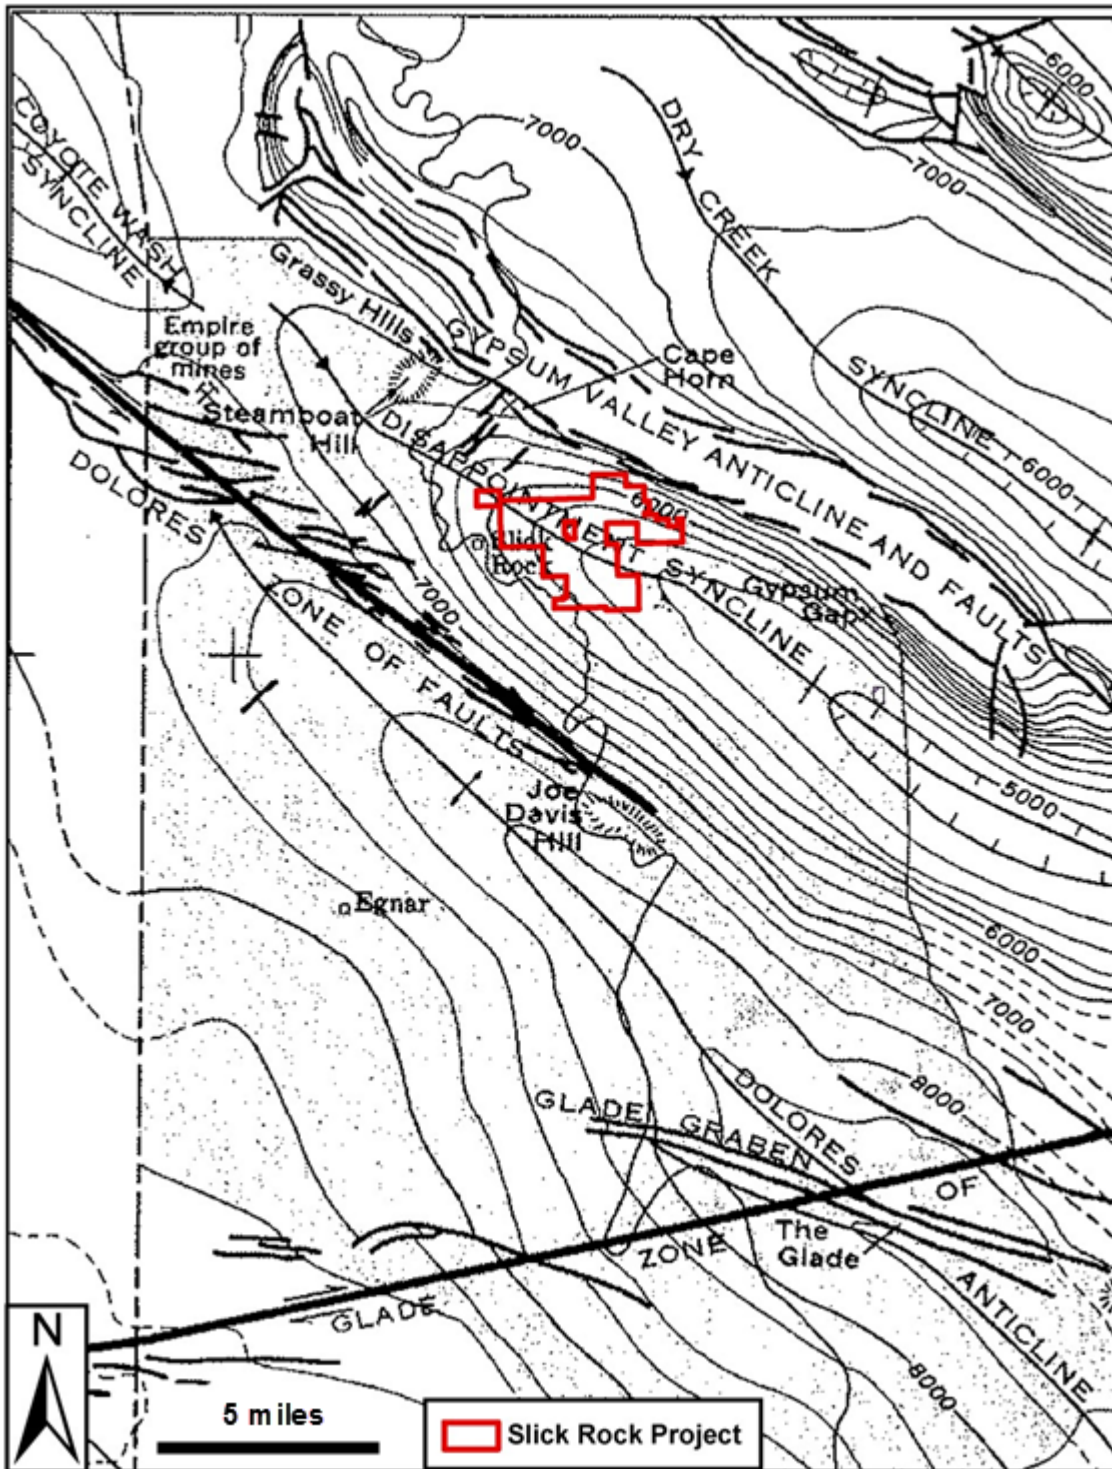 6000
7000
7000
DRY
CREEK
SYNCLINE
6000
COYOTE WASH
SYNCLINE
Grassy Hills
Empire
group of
mines
Steamboat
Hill
GYPSUM VALLEY ANTICLINE AND FAULTS
Cape
Horn
DISAPPOINTMENT SYNCLINE
6000
Slick
Rock
Gypsum
Gap
DOLORES
ZONE OF FAULTS
7000
Joe
Davis
Hill
5000
Egnar
6000
7000
8000
GLADE GRABEN
DOLORES
ZONE
OF
The
Glade
GLADE
ANTICLINE
8000
N
5 miles
Slick Rock Project